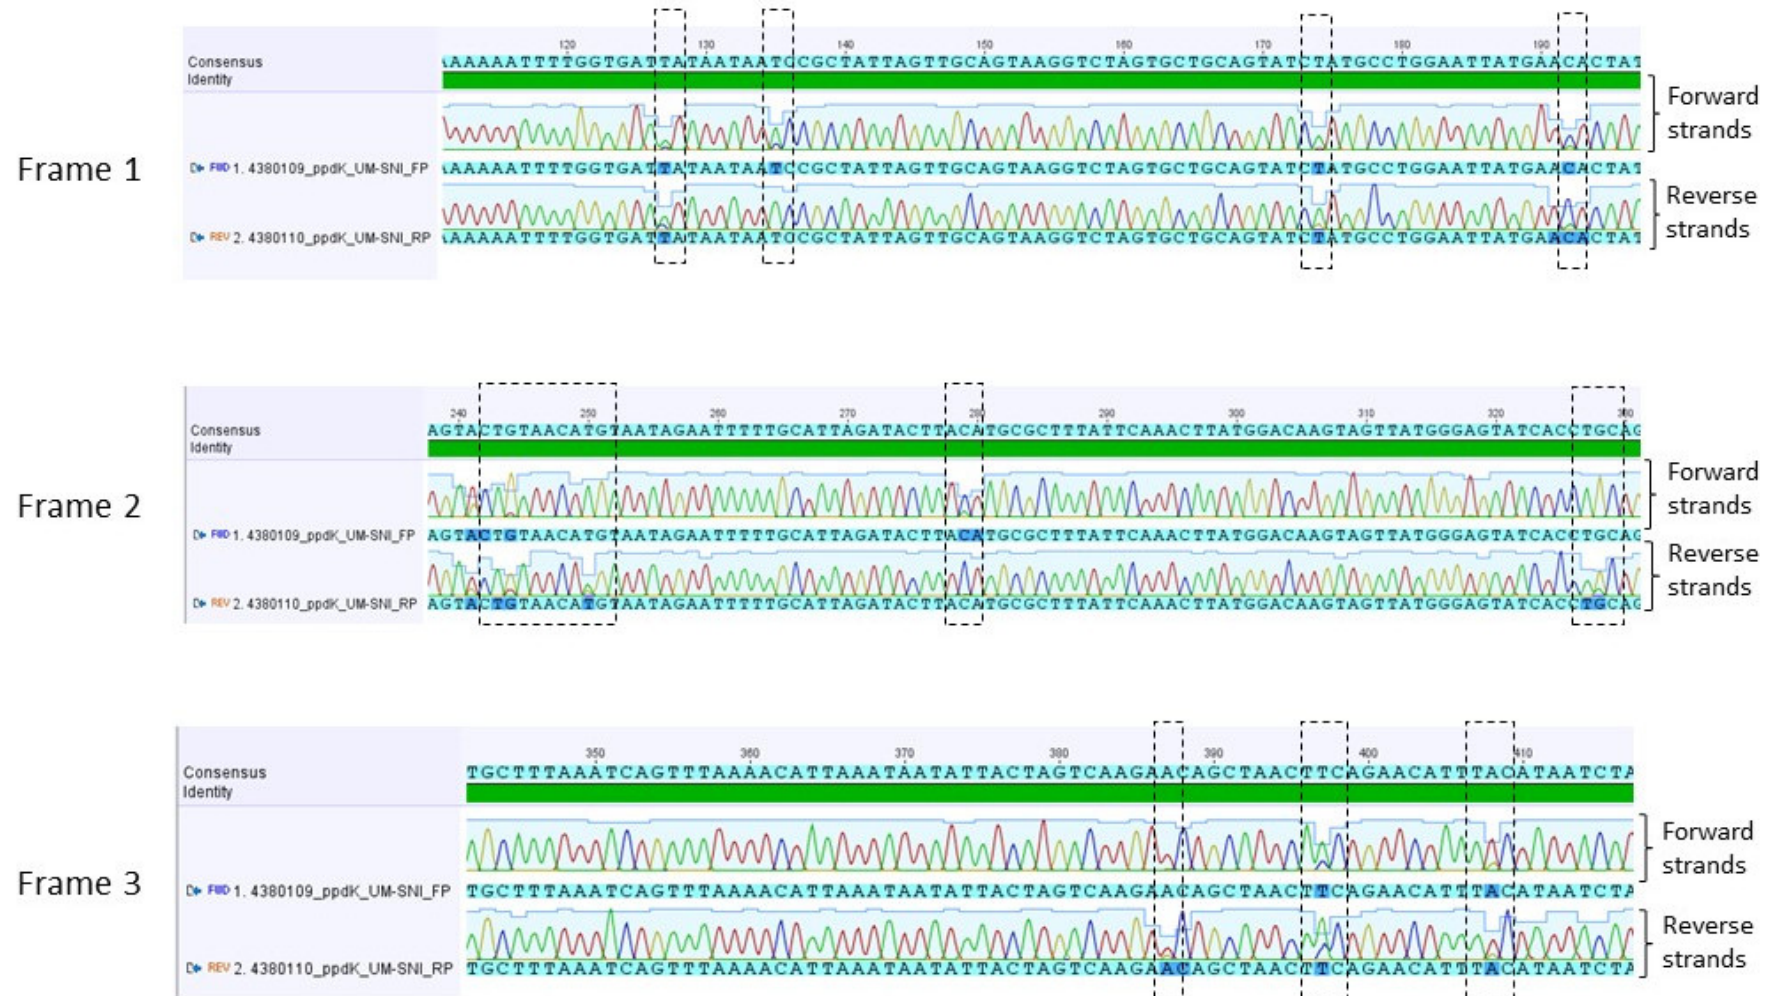 Frame 1
120 130 140 150 160 170 180 190
Consensus
AAAAAATTTTGGTGATTATAATAATCCGCTATTAGTTGCAGTAAGGTCTAGTGCTGCAGTATCTATGCCTGGAATTATGAACACTAT
Identity
Forward
strands
FWD 1. 4380109_ppdK_UM-SNI_FP
AAAAAATTTTGGTGATTATAATAATCCGCTATTAGTTGCAGTAAGGTCTAGTGCTGCAGTATCTATGCCTGGAATTATGAACACTAT
Reverse
strands
REV 2. 4380110_ppdK_UM-SNI_RP
AAAAAATTTTGGTGATTATAATAATCCGCTATTAGTTGCAGTAAGGTCTAGTGCTGCAGTATCTATGCCTGGAATTATGAACACTAT
Frame 2
240 250 260 270 280 290 300 310 320 330
Consensus
AGTACTGTAACATGTAATAGAATTTTTGCATTAGATACTTACATGCGCTTTATTCAAACTTATGGACAAGTAGTTATGGGAGTATCACCTGCAG
Identity
Forward
strands
FWD 1. 4380109_ppdK_UM-SNI_FP
AGTACTGTAACATGTAATAGAATTTTTGCATTAGATACTTACATGCGCTTTATTCAAACTTATGGACAAGTAGTTATGGGAGTATCACCTGCAG
Reverse
strands
REV 2. 4380110_ppdK_UM-SNI_RP
AGTACTGTAACATGTAATAGAATTTTTGCATTAGATACTTACATGCGCTTTATTCAAACTTATGGACAAGTAGTTATGGGAGTATCACCTGCAG
Frame 3
350 360 370 380 390 400 410
Consensus
TGCTTTAAATCAGTTTAAAACATTAAATAATATTACTAGTCAAGAACAGCTAACTTCAGAACATTTACATAATCTA
Identity
Forward
strands
FWD 1. 4380109_ppdK_UM-SNI_FP
TGCTTTAAATCAGTTTAAAACATTAAATAATATTACTAGTCAAGAACAGCTAACTTCAGAACATTTACATAATCTA
Reverse
strands
REV 2. 4380110_ppdK_UM-SNI_RP
TGCTTTAAATCAGTTTAAAACATTAAATAATATTACTAGTCAAGAACAGCTAACTTCAGAACATTTACATAATCTA